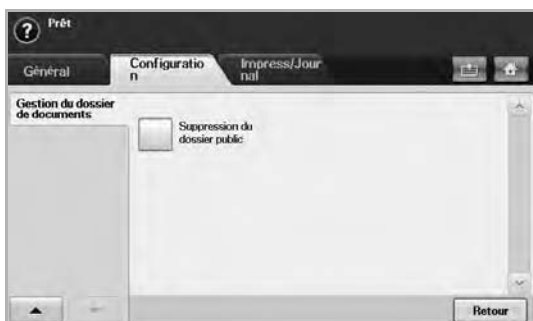 Prêt
Général
Configuratio
n
Impress/Jour
nal
Gestion du dossier
de documents
Suppression du
dossier public
Retour